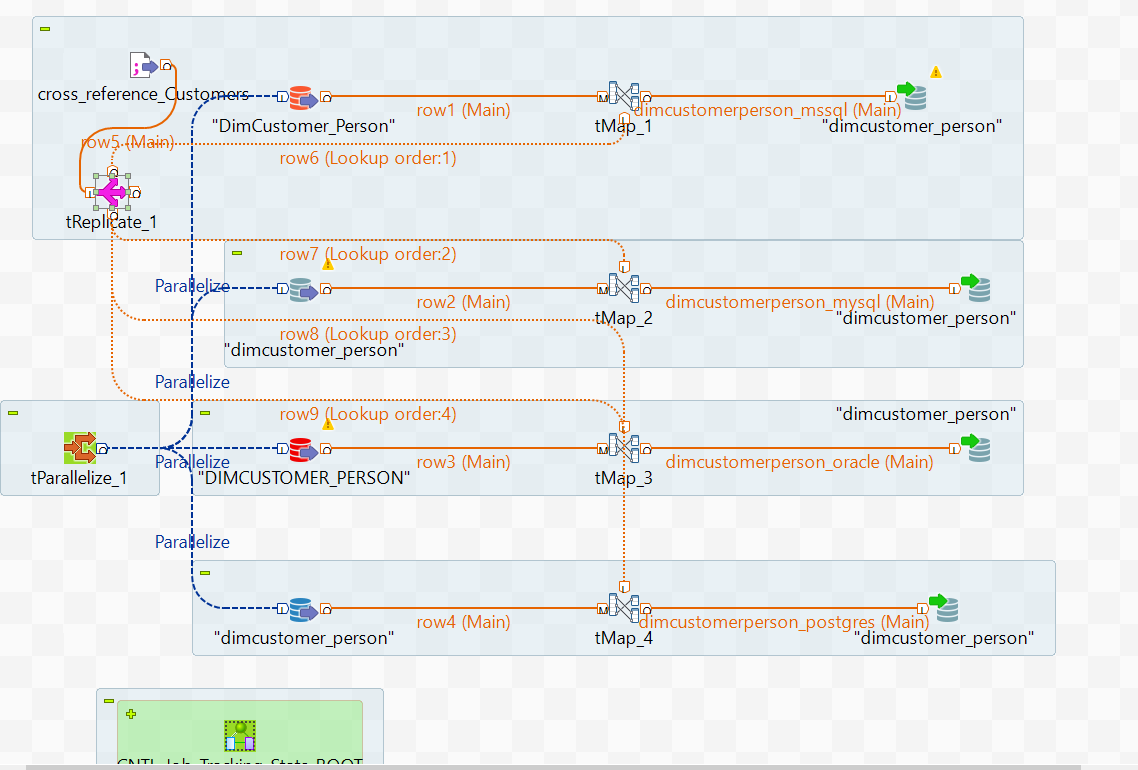 cross_reference_Customers
row1 (Main)
dimcustomerperson_mssql (Main)
"DimCustomer_Person"
tMap_1
"dimcustomer_person"
row5 (Main)
row6 (Lookup order:1)
tReplicate_1
row7 (Lookup order:2)
Parallelize
row2 (Main)
dimcustomerperson_mysql (Main)
tMap_2
"dimcustomer_person"
row8 (Lookup order:3)
"dimcustomer_person"
Parallelize
row9 (Lookup order:4)
"dimcustomer_person"
Parallelize
row3 (Main)
dimcustomerperson_oracle (Main)
tParallelize_1
"DIMCUSTOMER_PERSON"
tMap_3
Parallelize
row4 (Main)
dimcustomerperson_postgres (Main)
"dimcustomer_person"
tMap_4
"dimcustomer_person"